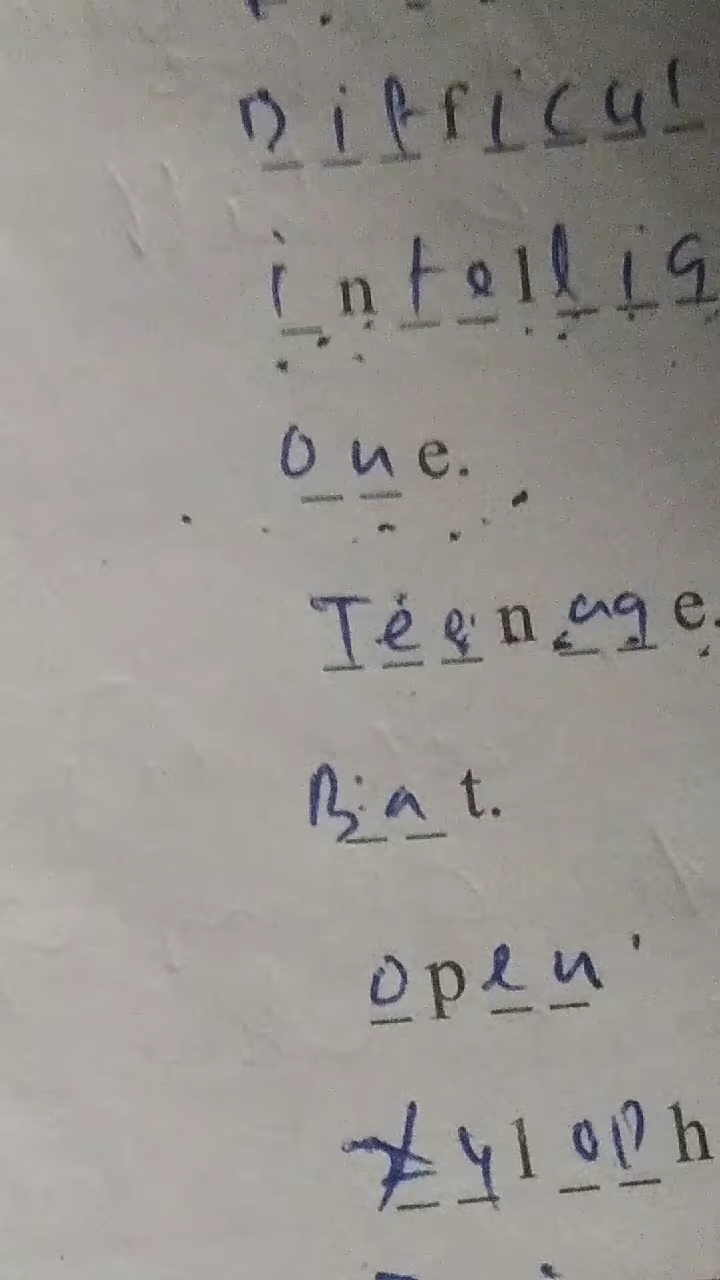 Difficul
intellig
one.
Teenage.
Bat.
open.
Xyloph